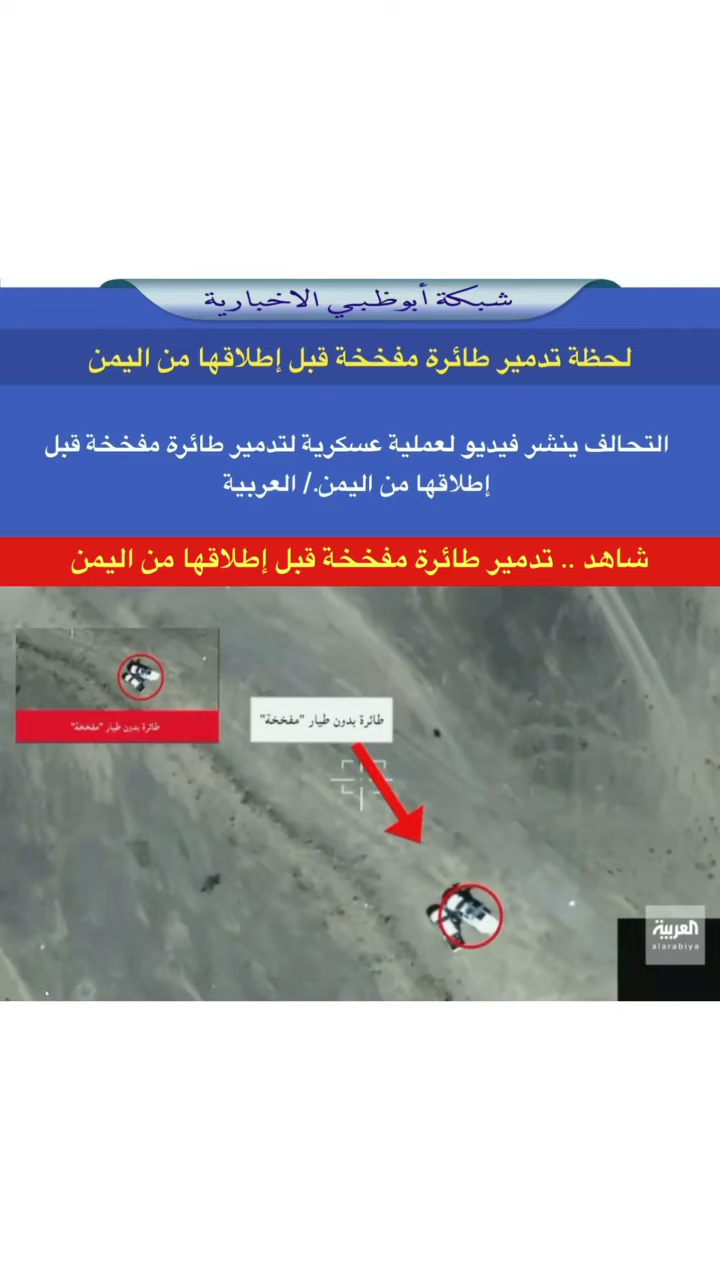 شبكة أبوظبي الاخبارية
لحظة تدمير طائرة مفخخة قبل إطلاقها من اليمن
التحالف ينشر فيديو لعملية عسكرية لتدمير طائرة مفخخة قبل
إطلاقها من اليمن./ العربية
شاهد .. تدمير طائرة مفخخة قبل إطلاقها من اليمن
طائرة بدون طيار "مفخخة"
طائرة بدون طيار "مفخخة"
العربية
alarabiya